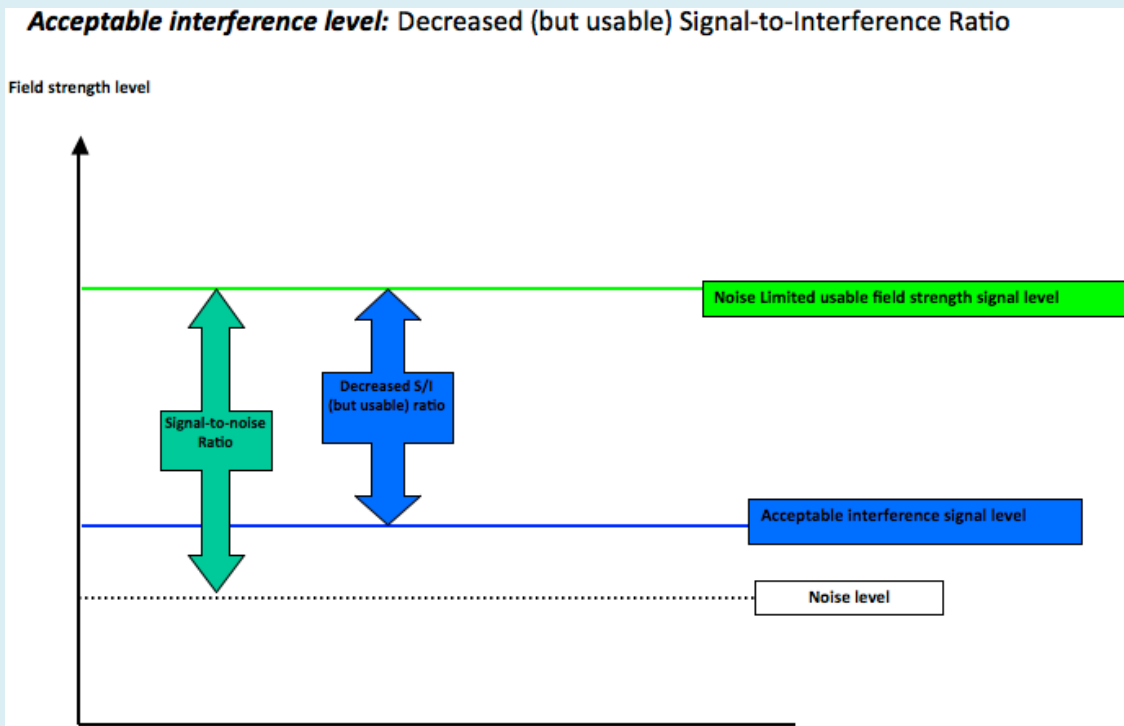 Acceptable interference level: Decreased (but usable) Signal-to-Interference Ratio
Field strength level
Noise Limited usable field strength signal level
Decreased S/I
(but usable) ratio
Signal-to-noise
Ratio
Acceptable interference signal level
Noise level